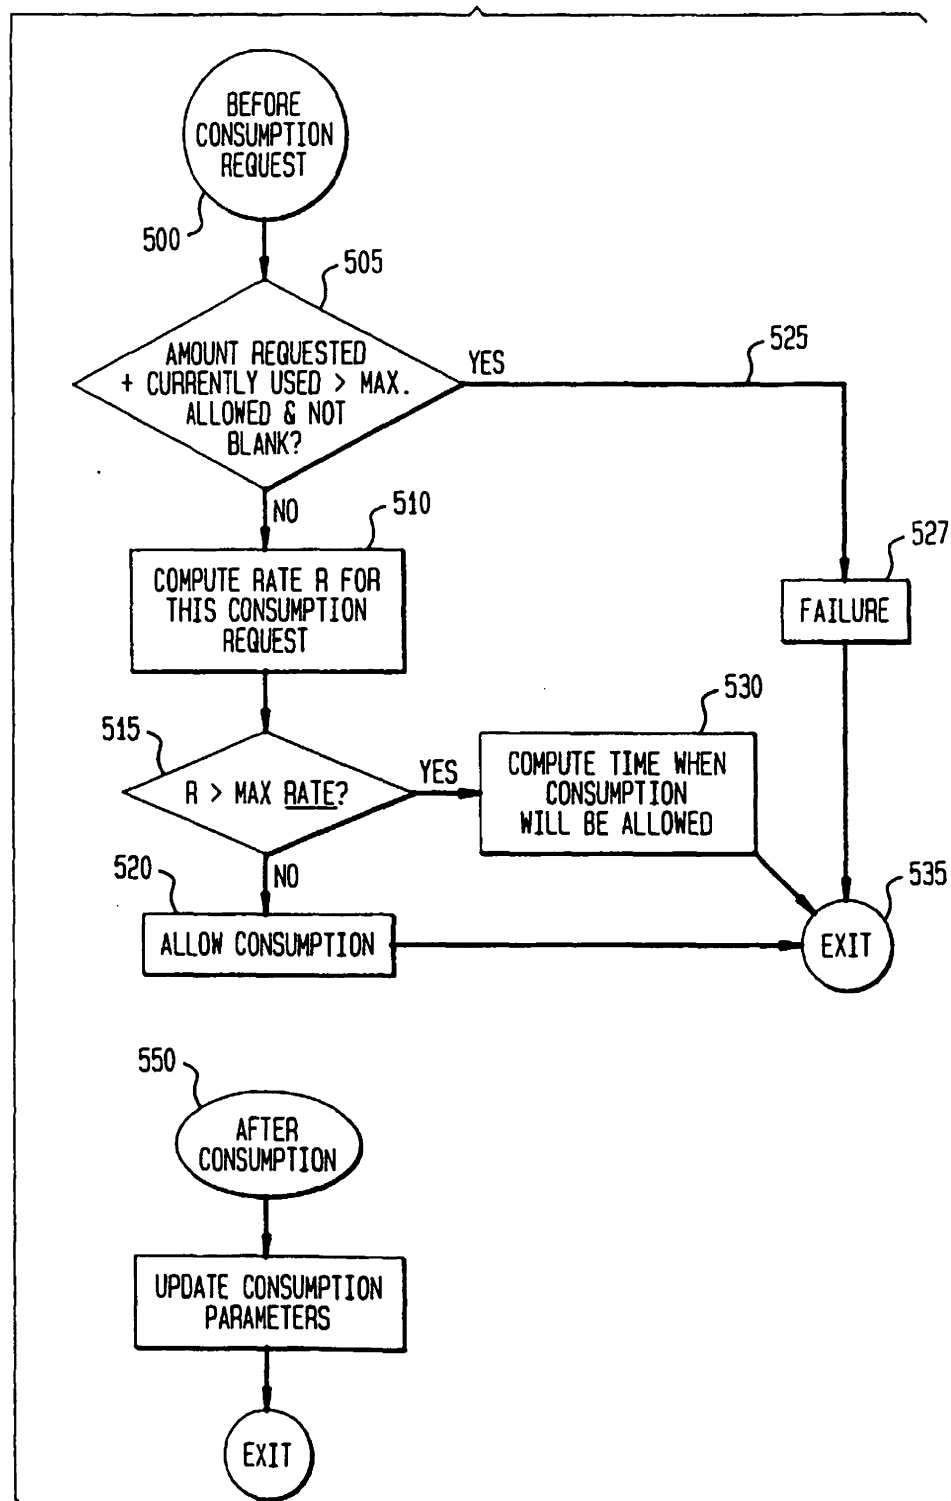 BEFORE
CONSUMPTION
REQUEST
500
505
AMOUNT REQUESTED
+ CURRENTLY USED > MAX.
ALLOWED & NOT
BLANK?
YES
525
NO
510
COMPUTE RATE R FOR
THIS CONSUMPTION
REQUEST
527
FAILURE
515
R > MAX RATE?
YES
530
COMPUTE TIME WHEN
CONSUMPTION
WILL BE ALLOWED
NO
520
ALLOW CONSUMPTION
535
EXIT
550
AFTER
CONSUMPTION
UPDATE CONSUMPTION
PARAMETERS
EXIT